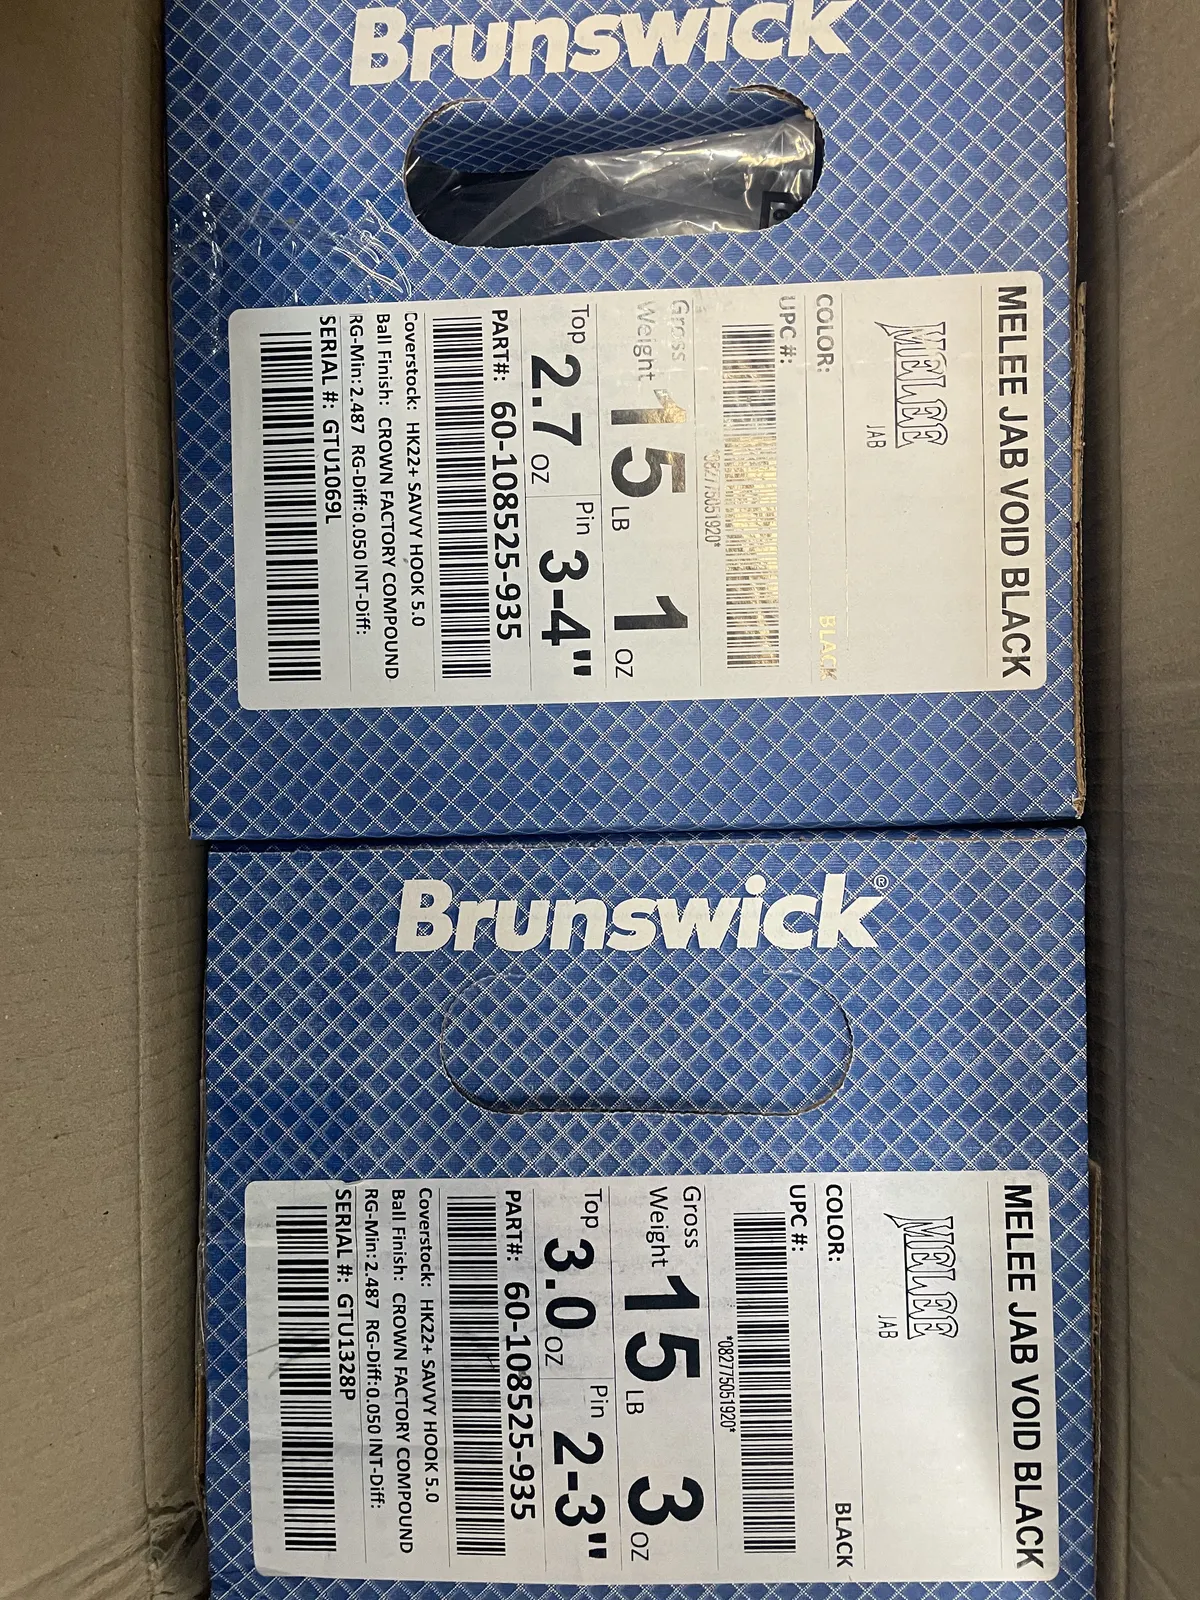 Brunswick
MELEE JAB VOID BLACK
MELEE
JAB
COLOR: BLACK
UPC #:
*082775051920*
Gross Weight 15 LB 1 OZ
Top 2.7 OZ Pin 3-4"
PART#: 60-108525-935
Coverstock: HK22+ SAVVY HOOK 5.0
Ball Finish: CROWN FACTORY COMPOUND
RG-Min: 2.487 RG-Diff:0.050 INT-Diff:
SERIAL #: GTU1069L
Brunswick®
MELEE JAB VOID BLACK
MELEE
JAB
COLOR: BLACK
UPC #:
*082775051920*
Gross Weight 15 LB 3 OZ
Top 3.0 OZ Pin 2-3"
PART#: 60-108525-935
Coverstock: HK22+ SAVVY HOOK 5.0
Ball Finish: CROWN FACTORY COMPOUND
RG-Min:2.487 RG-Diff:0.050 INT-Diff:
SERIAL #: GTU1328P